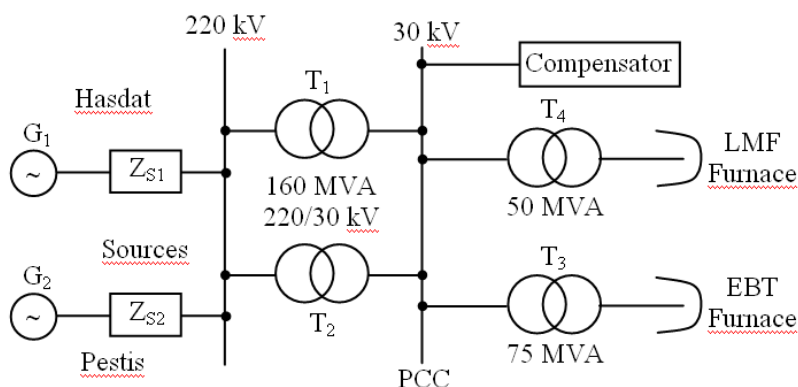 220 kV
30 kV
Compensator
Hasdat
T1
T4
G1
~
ZS1
LMF
Furnace
160 MVA
220/30 kV
50 MVA
Sources
G2
~
ZS2
T2
T3
EBT
Furnace
75 MVA
Pestis
PCC